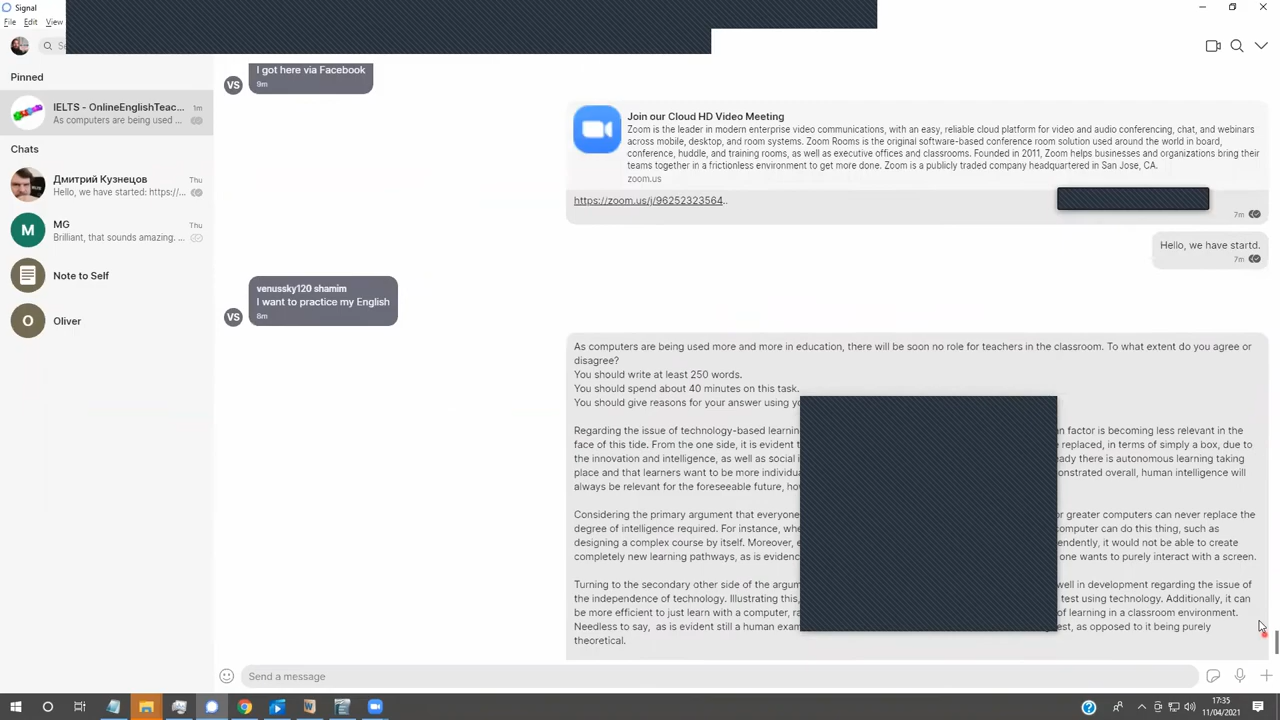 Signal
File Edit View
Pinned
IELTS - OnlineEnglishTeac... 1m
As computers are being used ...
Chats
Дмитрий Кузнецов Thu
Hello, we have started: https:/...
MG Thu
M
Brilliant, that sounds amazing. ...
Note to Self
Oliver
I got here via Facebook
VS
9m
Join our Cloud HD Video Meeting
Zoom is the leader in modern enterprise video communications, with an easy, reliable cloud platform for video and audio conferencing, chat, and webinars
across mobile, desktop, and room systems. Zoom Rooms is the original software-based conference room solution used around the world in board,
conference, huddle, and training rooms, as well as executive offices and classrooms. Founded in 2011, Zoom helps businesses and organizations bring their
teams together in a frictionless environment to get more done. Zoom is a publicly traded company headquartered in San Jose, CA.
zoom.us
https://zoom.us/j/96252323564..
7m
Hello, we have startd.
7m
venussky120 shamim
I want to practice my English
VS
8m
As computers are being used more and more in education, there will be soon no role for teachers in the classroom. To what extent do you agree or
disagree?
You should write at least 250 words.
You should spend about 40 minutes on this task.
You should give reasons for your answer using
Regarding the issue of technology-based factor is becoming less relevant in the
face of this tide. From the one side, it is evident replaced, in terms of simply a box, due to
the innovation and intelligence, as well as social there is autonomous learning taking
place and that learners want to be more overall, human intelligence will
always be relevant for the foreseeable future,
Considering the primary argument that everyone greater computers can never replace the
degree of intelligence required. For instance, computer can do this thing, such as
designing a complex course by itself. Moreover, it would not be able to create
completely new learning pathways, as is one wants to purely interact with a screen.
Turning to the secondary other side of the well in development regarding the issue of
the independence of technology. Illustrating this, test using technology. Additionally, it can
be more efficient to just learn with a computer, of learning in a classroom environment.
Needless to say, as is evident still a human as opposed to it being purely
theoretical.
Send a message
17:35
11/04/2021